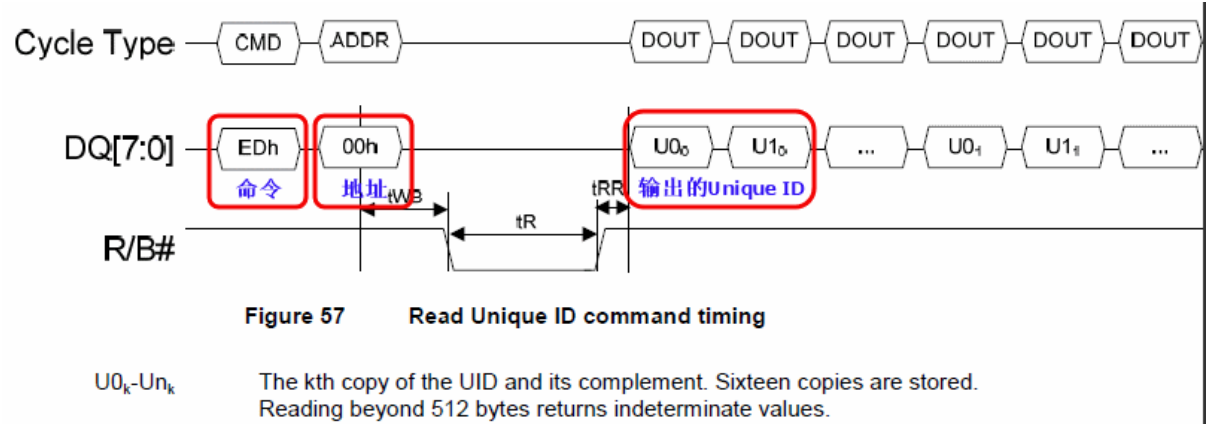 Cycle Type CMD ADDR DOUT DOUT DOUT DOUT DOUT DOUT
DQ[7:0] EDh 00h U0₀ U1₀ ... U0₁ U1₁ ...
命令 地址 输出的Unique ID
tWB tR tRR
R/B#
Figure 57 Read Unique ID command timing
U0ₖ-Unₖ The kth copy of the UID and its complement. Sixteen copies are stored.
Reading beyond 512 bytes returns indeterminate values.